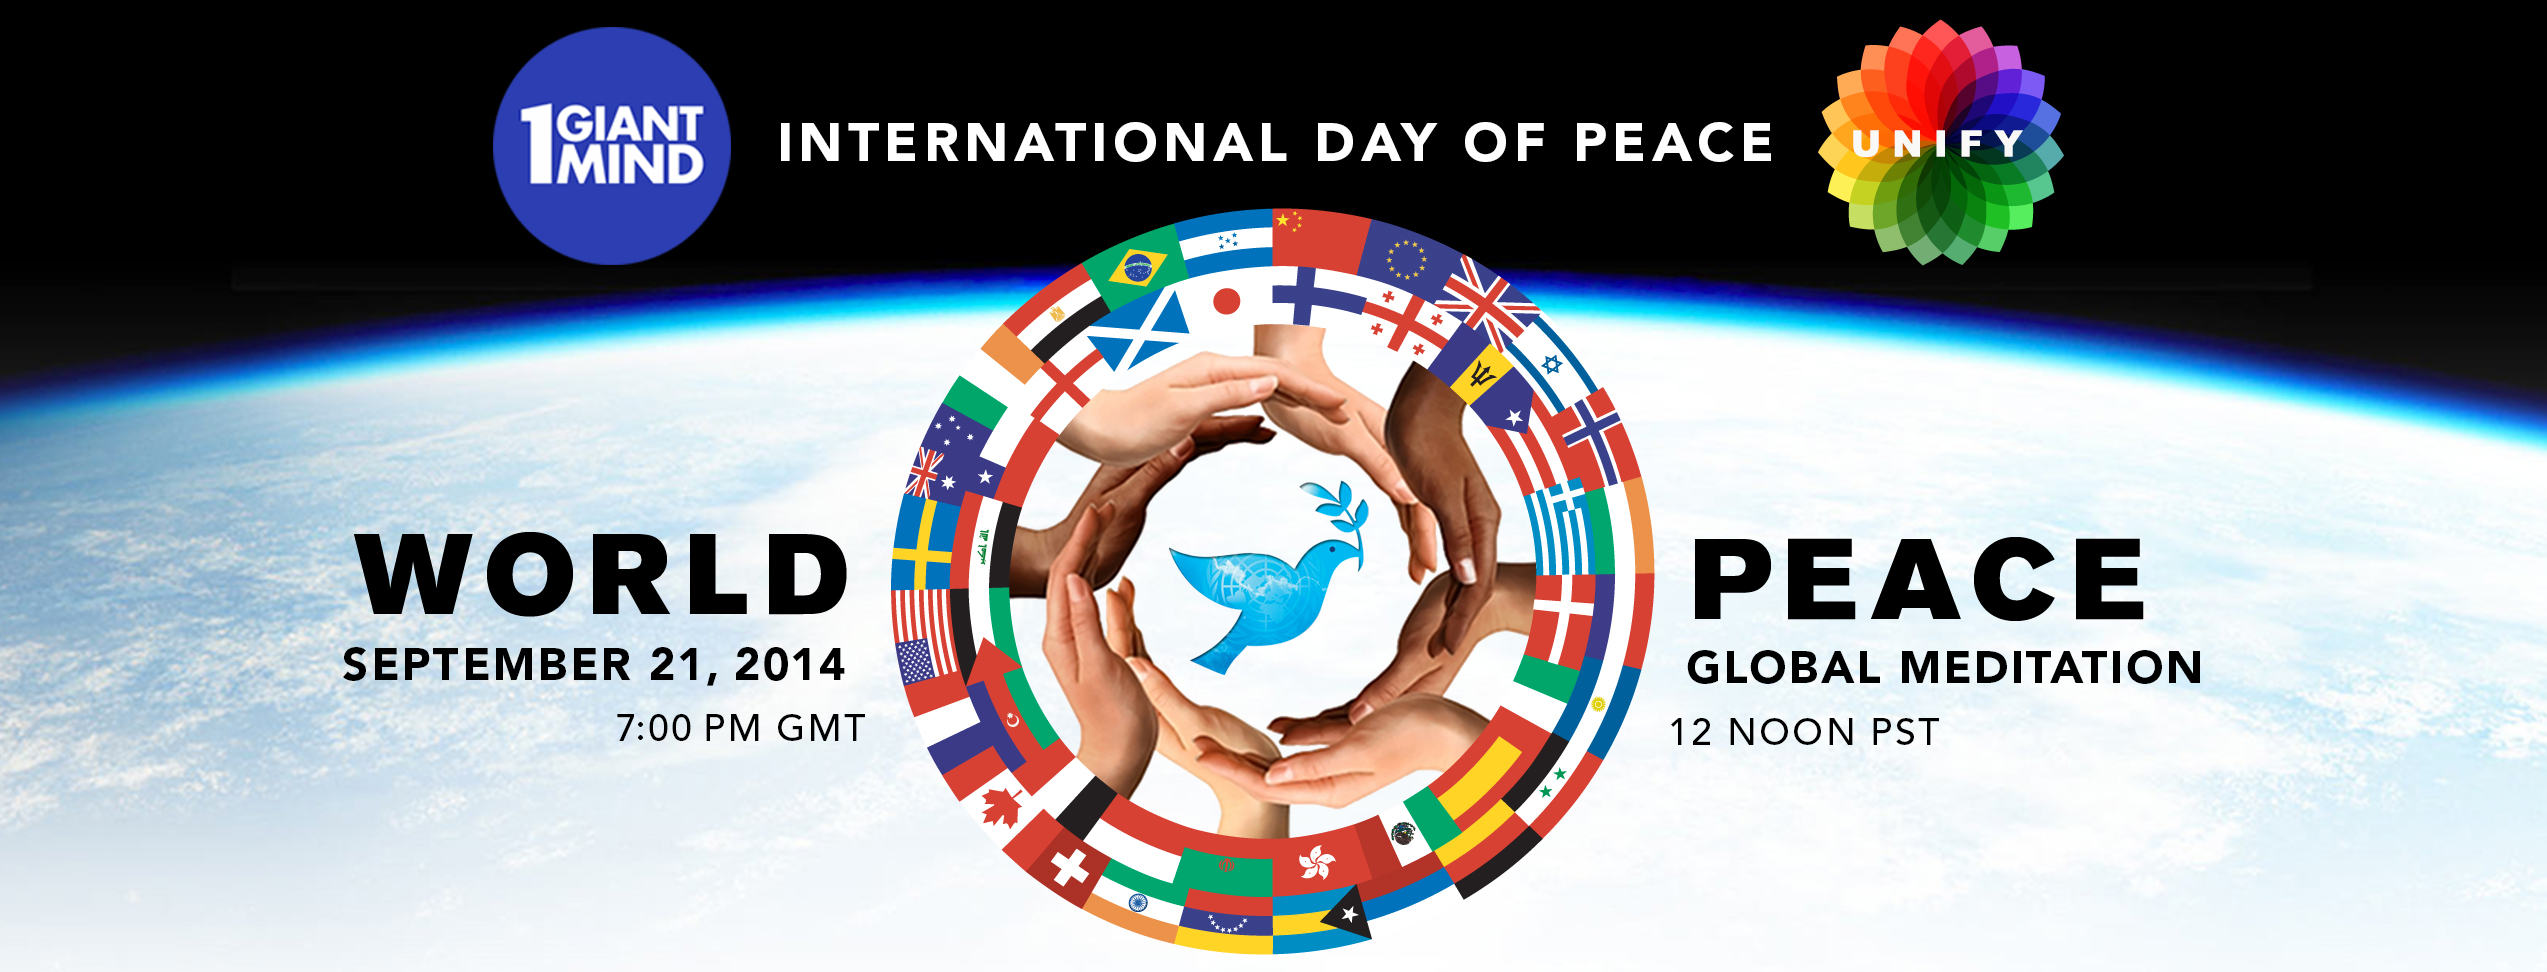 1 GIANT
MIND
INTERNATIONAL DAY OF PEACE
UNIFY
WORLD
SEPTEMBER 21, 2014
7:00 PM GMT
PEACE
GLOBAL MEDITATION
12 NOON PST